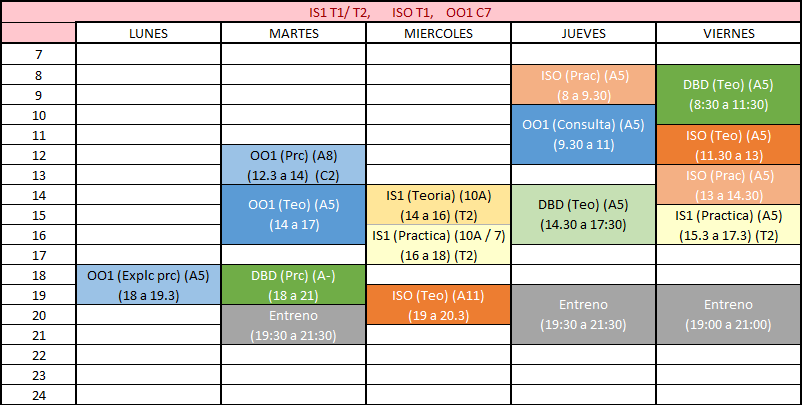 IS1 T1/ T2, ISO T1, OO1 C7
LUNES MARTES MIERCOLES JUEVES VIERNES
7
8
9
10
11
12
13
14
15
16
17
18
19
20
21
22
23
24
OO1 (Explc prc) (A5)
(18 a 19.3)
OO1 (Prc) (A8)
(12.3 a 14) (C2)
OO1 (Teo) (A5)
(14 a 17)
DBD (Prc) (A-)
(18 a 21)
Entreno
(19:30 a 21:30)
IS1 (Teoria) (10A)
(14 a 16) (T2)
IS1 (Practica) (10A / 7)
(16 a 18) (T2)
ISO (Teo) (A11)
(19 a 20.3)
ISO (Prac) (A5)
(8 a 9.30)
OO1 (Consulta) (A5)
(9.30 a 11)
DBD (Teo) (A5)
(14.30 a 17:30)
Entreno
(19:30 a 21:30)
DBD (Teo) (A5)
(8:30 a 11:30)
ISO (Teo) (A5)
(11.30 a 13)
ISO (Prac) (A5)
(13 a 14.30)
IS1 (Practica) (A5)
(15.3 a 17.3) (T2)
Entreno
(19:00 a 21:00)